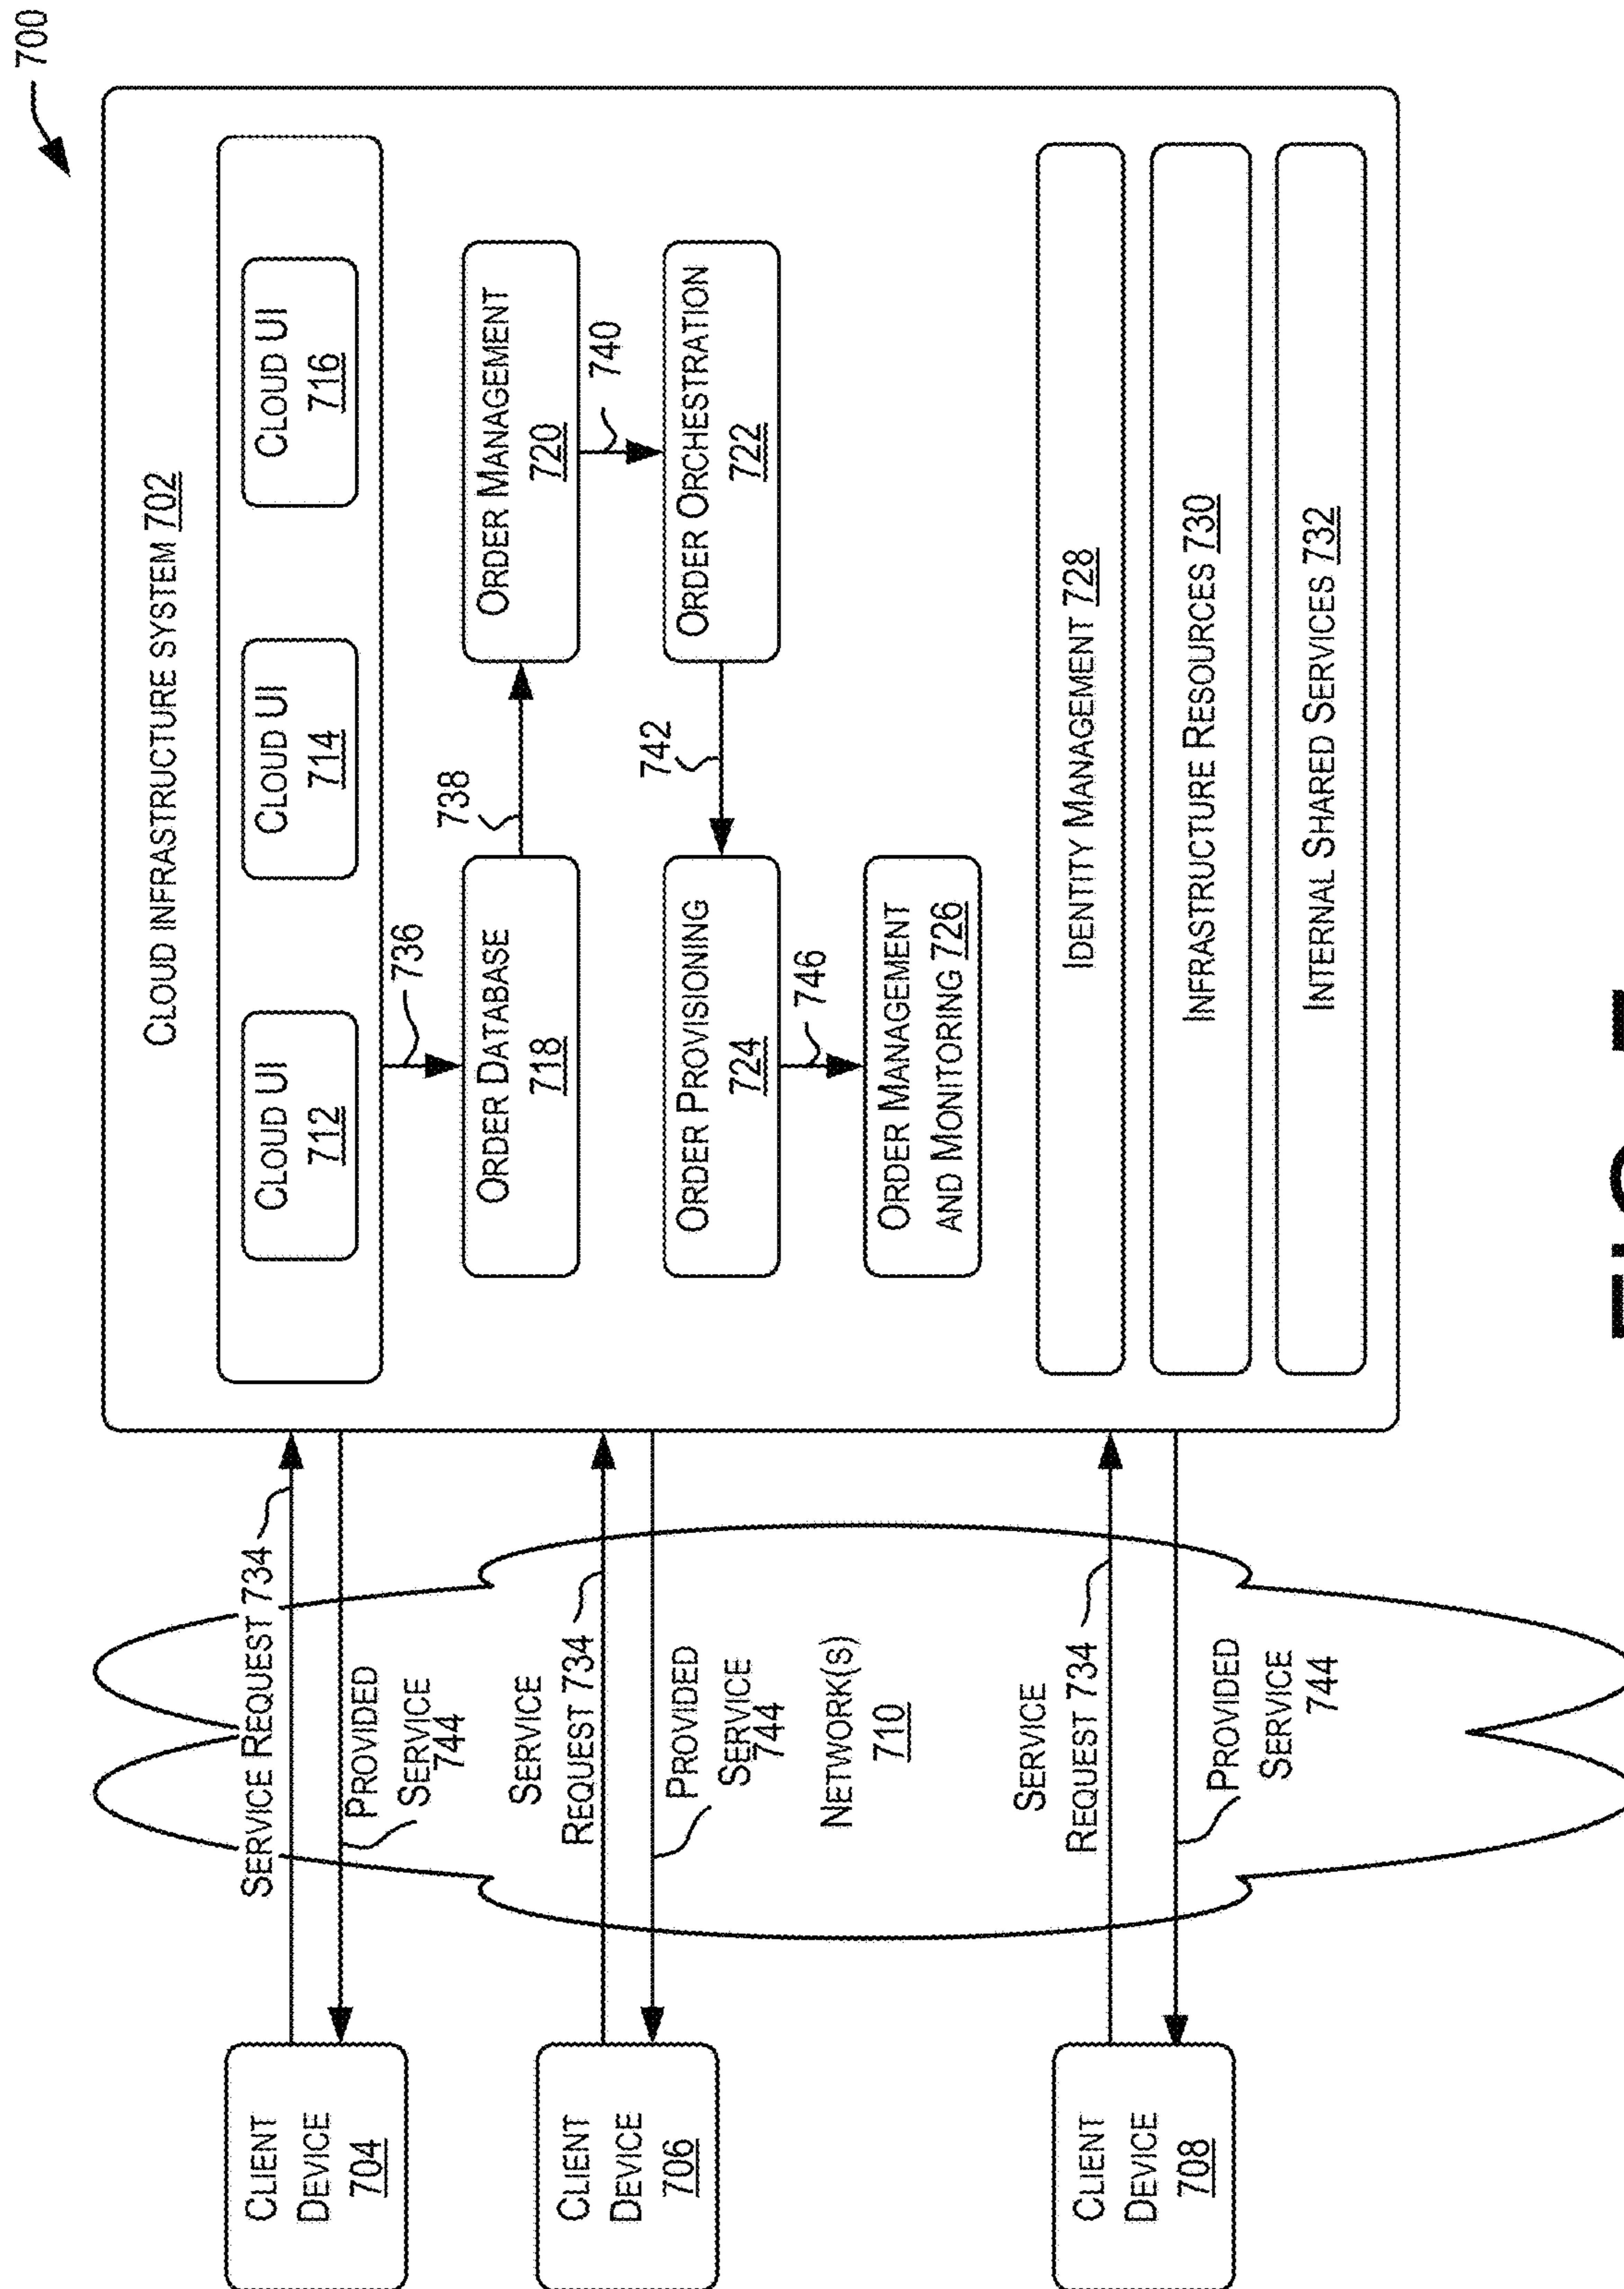 700
CLOUD INFRASTRUCTURE SYSTEM 702
CLOUD UI
712
CLOUD UI
714
CLOUD UI
716
736
ORDER DATABASE
718
738
ORDER MANAGEMENT
720
740
ORDER ORCHESTRATION
722
742
ORDER PROVISIONING
724
746
ORDER MANAGEMENT
AND MONITORING 726
IDENTITY MANAGEMENT 728
INFRASTRUCTURE RESOURCES 730
INTERNAL SHARED SERVICES 732
CLIENT
DEVICE
704
SERVICE REQUEST 734
PROVIDED
SERVICE
744
CLIENT
DEVICE
706
SERVICE
REQUEST 734
PROVIDED
SERVICE
744
NETWORK(S)
710
CLIENT
DEVICE
708
SERVICE
REQUEST 734
PROVIDED
SERVICE
744